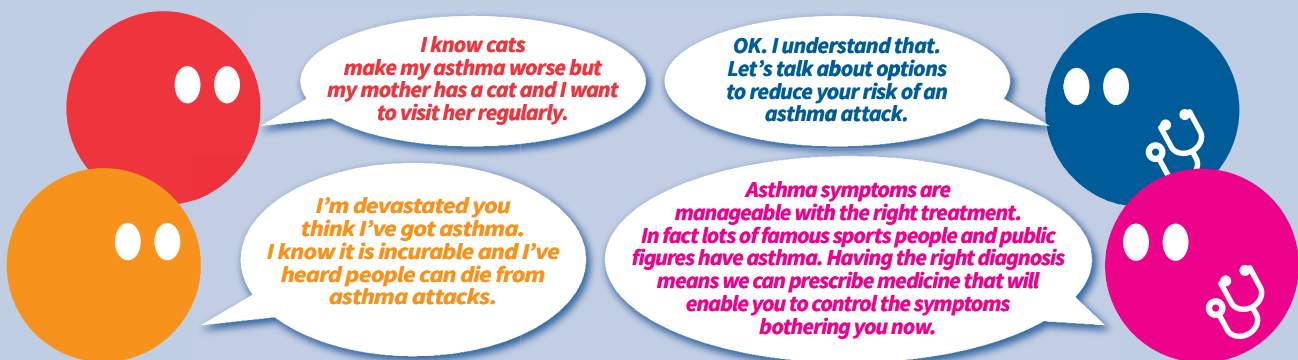 I know cats
make my asthma worse but
my mother has a cat and I want
to visit her regularly.
OK. I understand that.
Let’s talk about options
to reduce your risk of an
asthma attack.
I’m devastated you
think I’ve got asthma.
I know it is incurable and I’ve
heard people can die from
asthma attacks.
Asthma symptoms are
manageable with the right treatment.
In fact lots of famous sports people and public
figures have asthma. Having the right diagnosis
means we can prescribe medicine that will
enable you to control the symptoms
bothering you now.